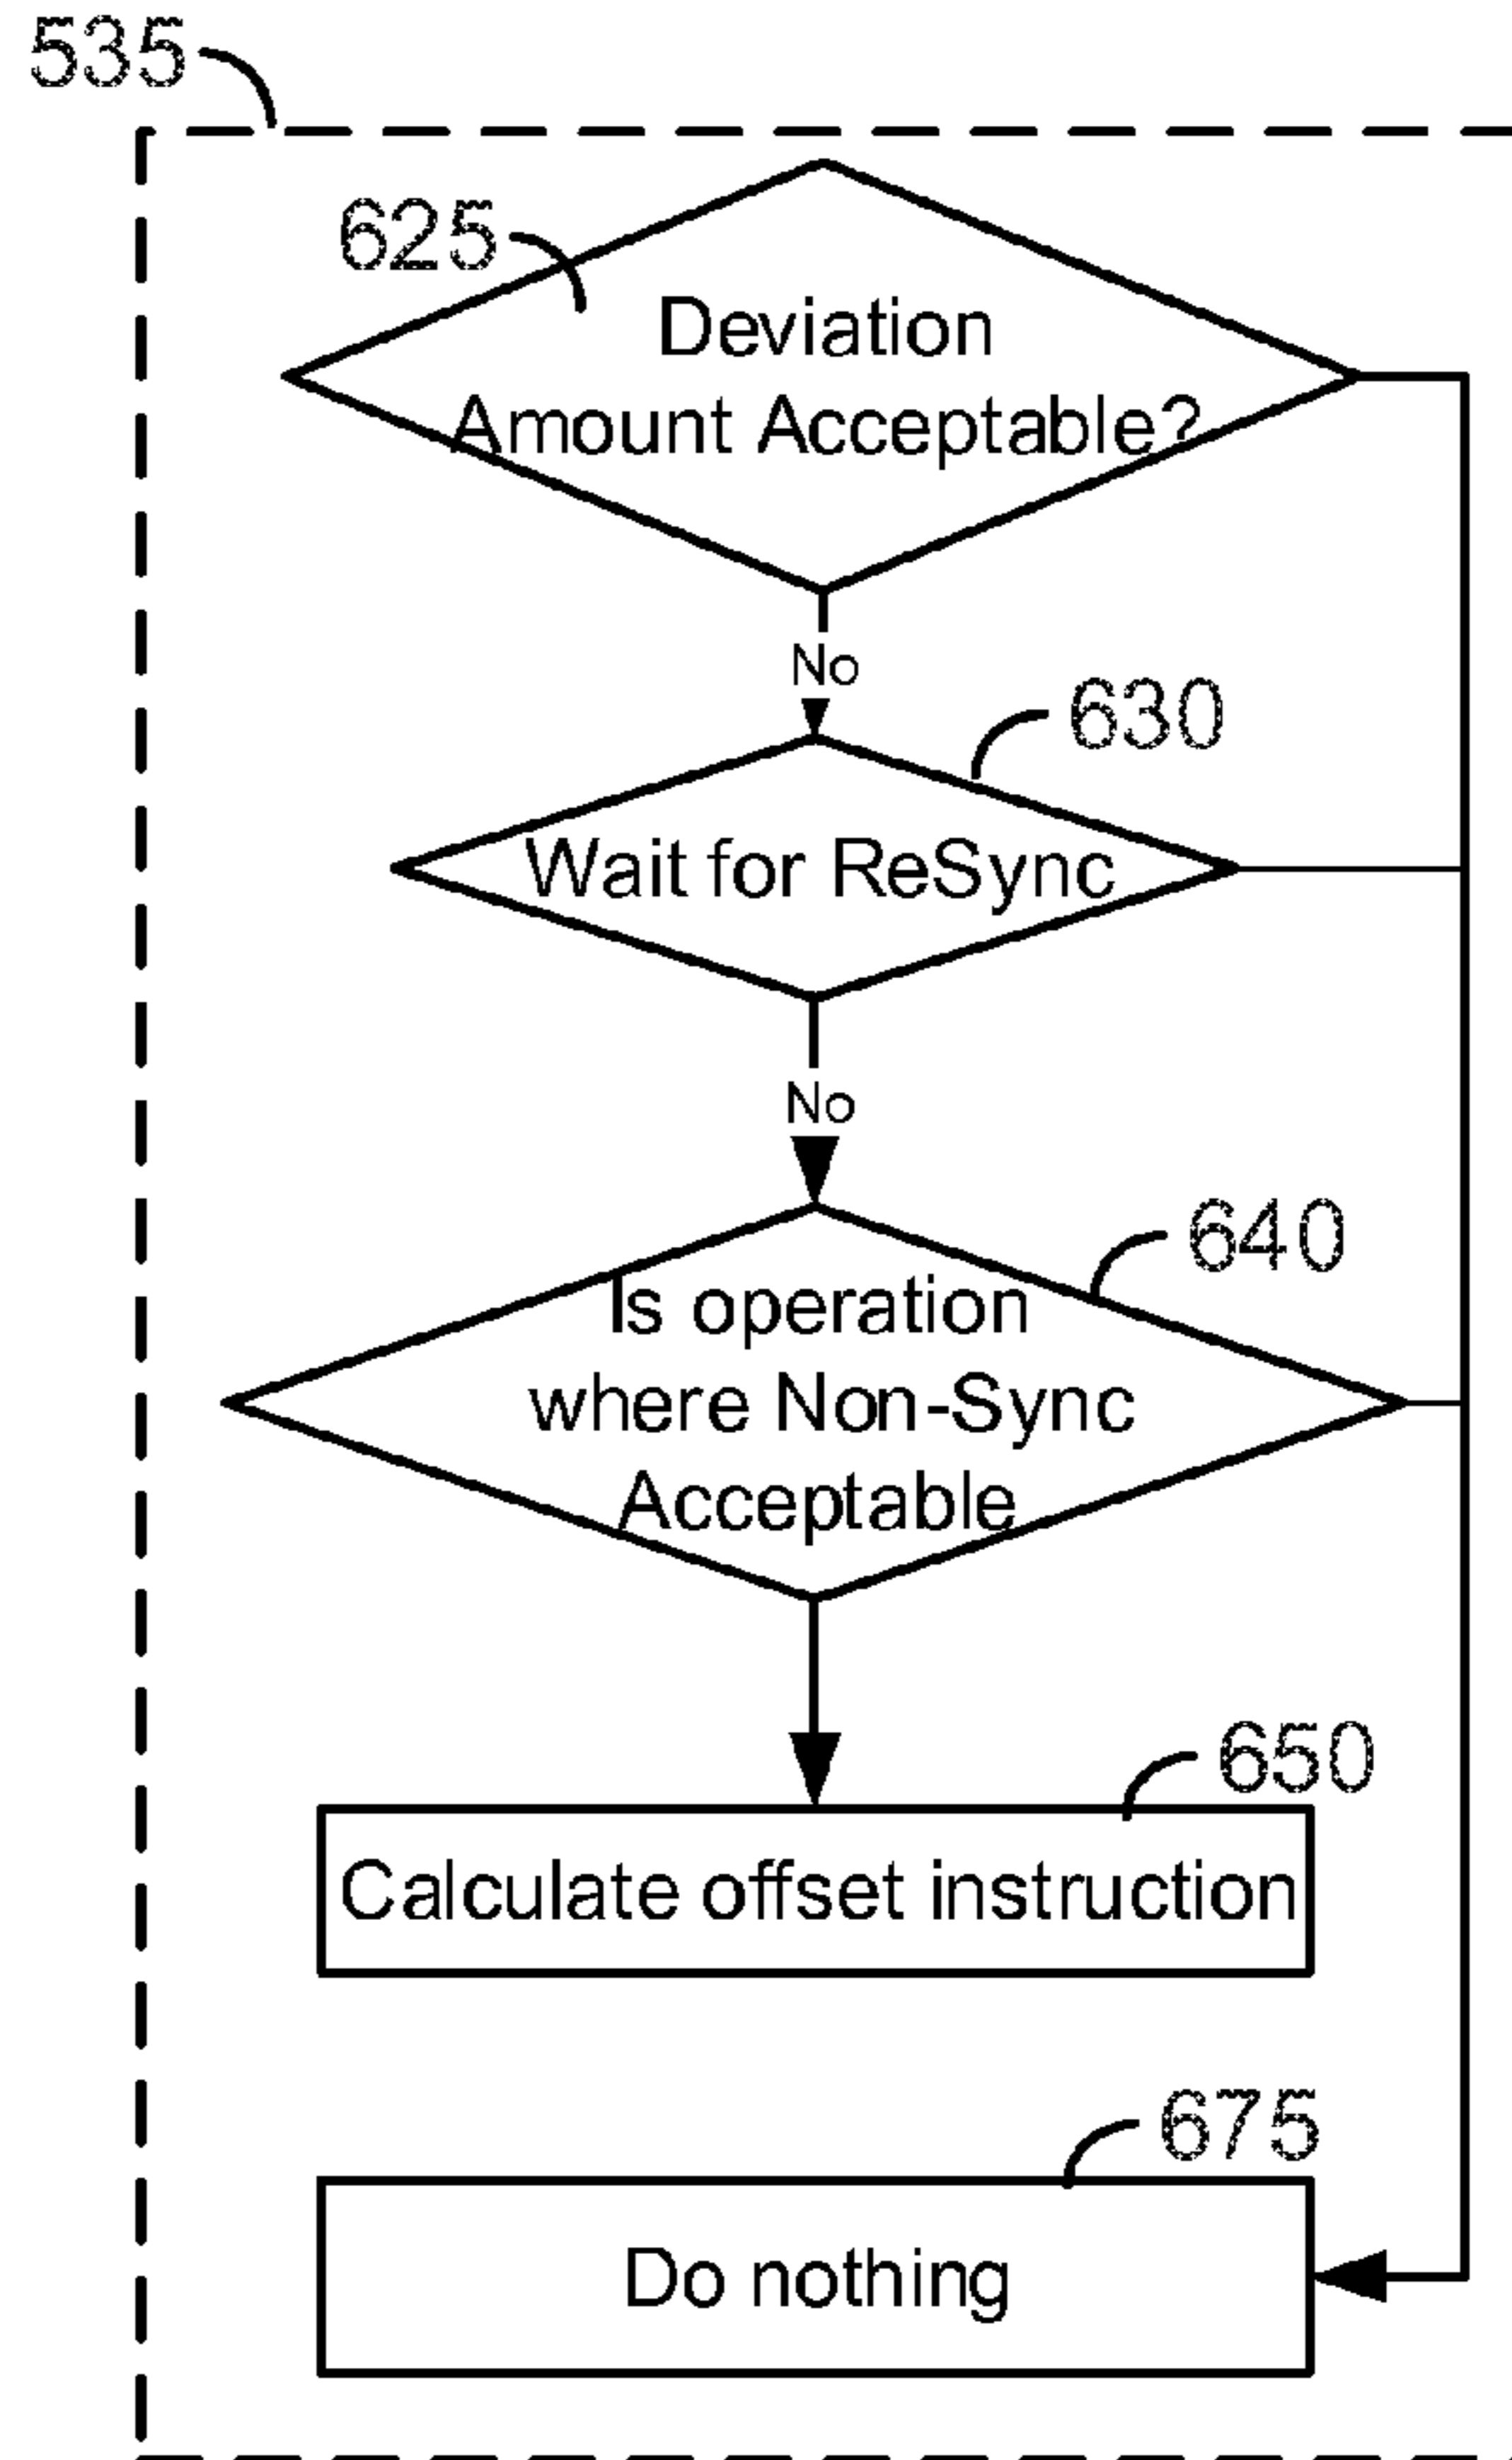 535
625
Deviation
Amount Acceptable?
No
630
Wait for ReSync
No
640
Is operation
where Non-Sync
Acceptable
650
Calculate offset instruction
675
Do nothing